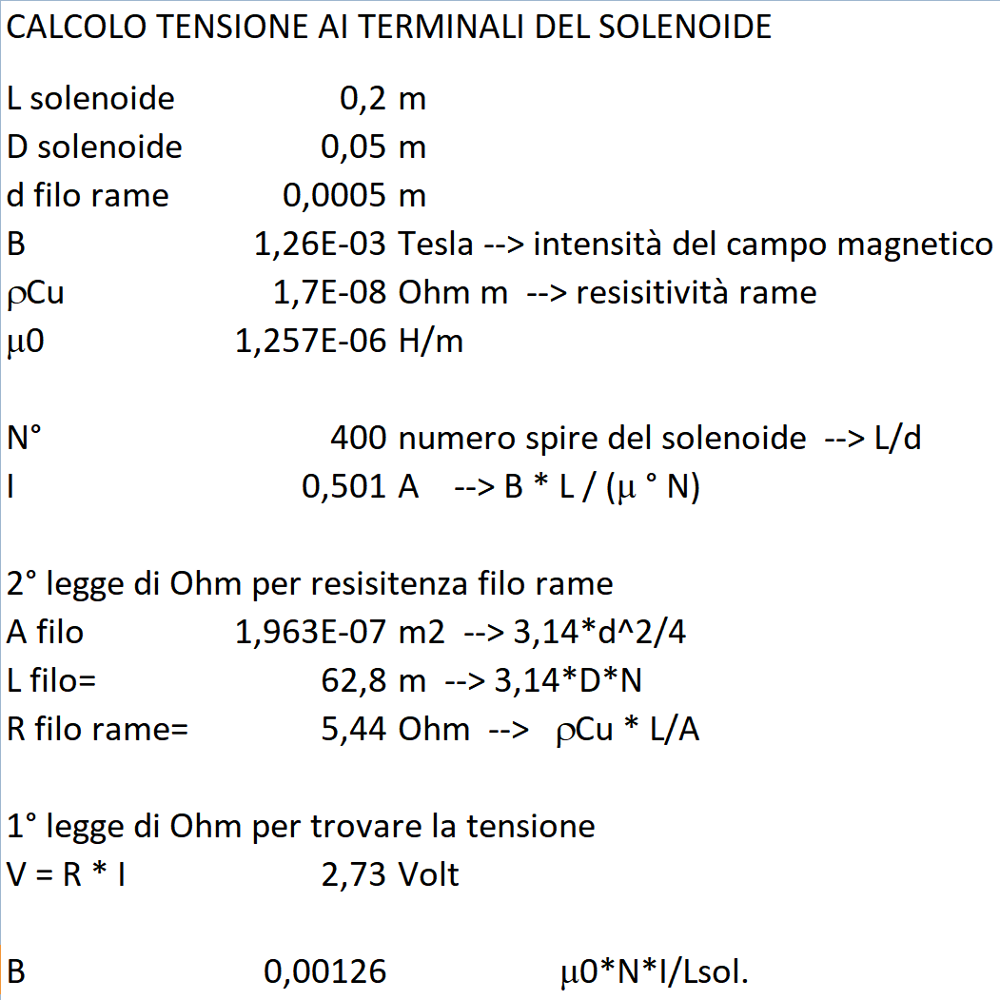 CALCOLO TENSIONE AI TERMINALI DEL SOLENOIDE
L solenoide 0,2 m
D solenoide 0,05 m
d filo rame 0,0005 m
B 1,26E-03 Tesla --> intensità del campo magnetico
ρCu 1,7E-08 Ohm m --> resisitività rame
μ0 1,257E-06 H/m
N° 400 numero spire del solenoide --> L/d
I 0,501 A --> B * L / (μ ° N)
2° legge di Ohm per resisitenza filo rame
A filo 1,963E-07 m2 --> 3,14*d^2/4
L filo= 62,8 m --> 3,14*D*N
R filo rame= 5,44 Ohm --> ρCu * L/A
1° legge di Ohm per trovare la tensione
V = R * I 2,73 Volt
B 0,00126 μ0*N*I/Lsol.